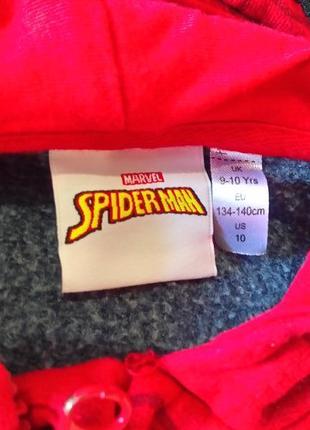 MARVEL
SPIDER-MAN
UK
9-10 Yrs
EU
134-140cm
US
10